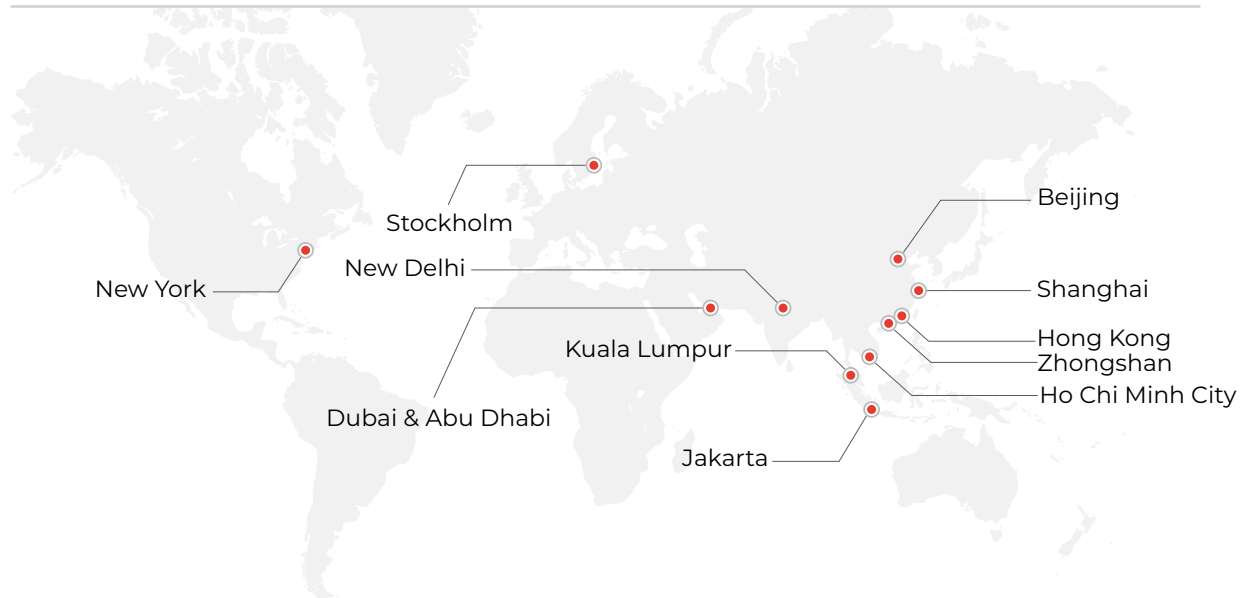 Beijing
Stockholm
New Delhi
New York
Shanghai
Hong Kong
Kuala Lumpur
Zhongshan
Ho Chi Minh City
Dubai & Abu Dhabi
Jakarta